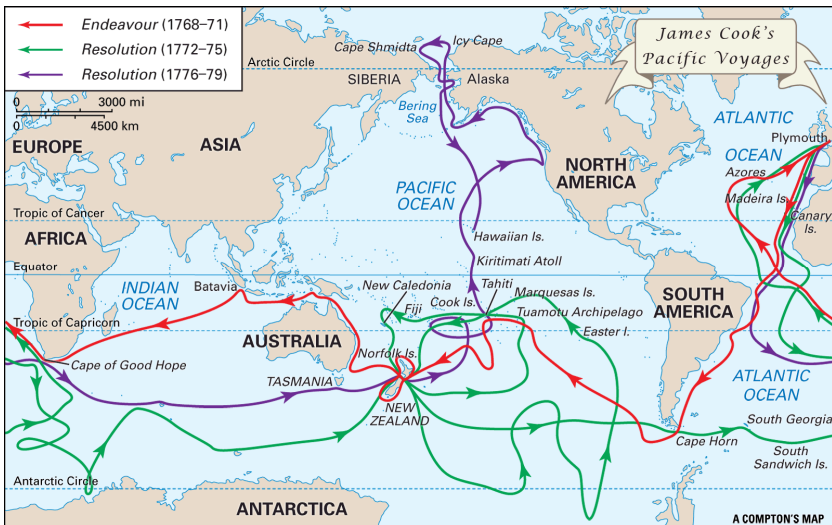 Endeavour (1768–71)
Resolution (1772–75)
Resolution (1776–79)
James Cook's
Pacific Voyages
Cape Shmidta
Icy Cape
Arctic Circle
SIBERIA
Alaska
0 3000 mi
0 4500 km
Bering
Sea
ATLANTIC
OCEAN
Plymouth
EUROPE
ASIA
NORTH
AMERICA
Azores
PACIFIC
OCEAN
Madeira Is.
Canary
Is.
Tropic of Cancer
AFRICA
Hawaiian Is.
Kiritimati Atoll
Equator
INDIAN
OCEAN
Batavia
New Caledonia
Fiji
Cook Is.
Tahiti
Marquesas Is.
Tuamotu Archipelago
Easter I.
SOUTH
AMERICA
Tropic of Capricorn
AUSTRALIA
Norfolk Is.
Cape of Good Hope
TASMANIA
NEW
ZEALAND
ATLANTIC
OCEAN
South Georgia
Cape Horn
South
Sandwich Is.
Antarctic Circle
ANTARCTICA
A COMPTON'S MAP